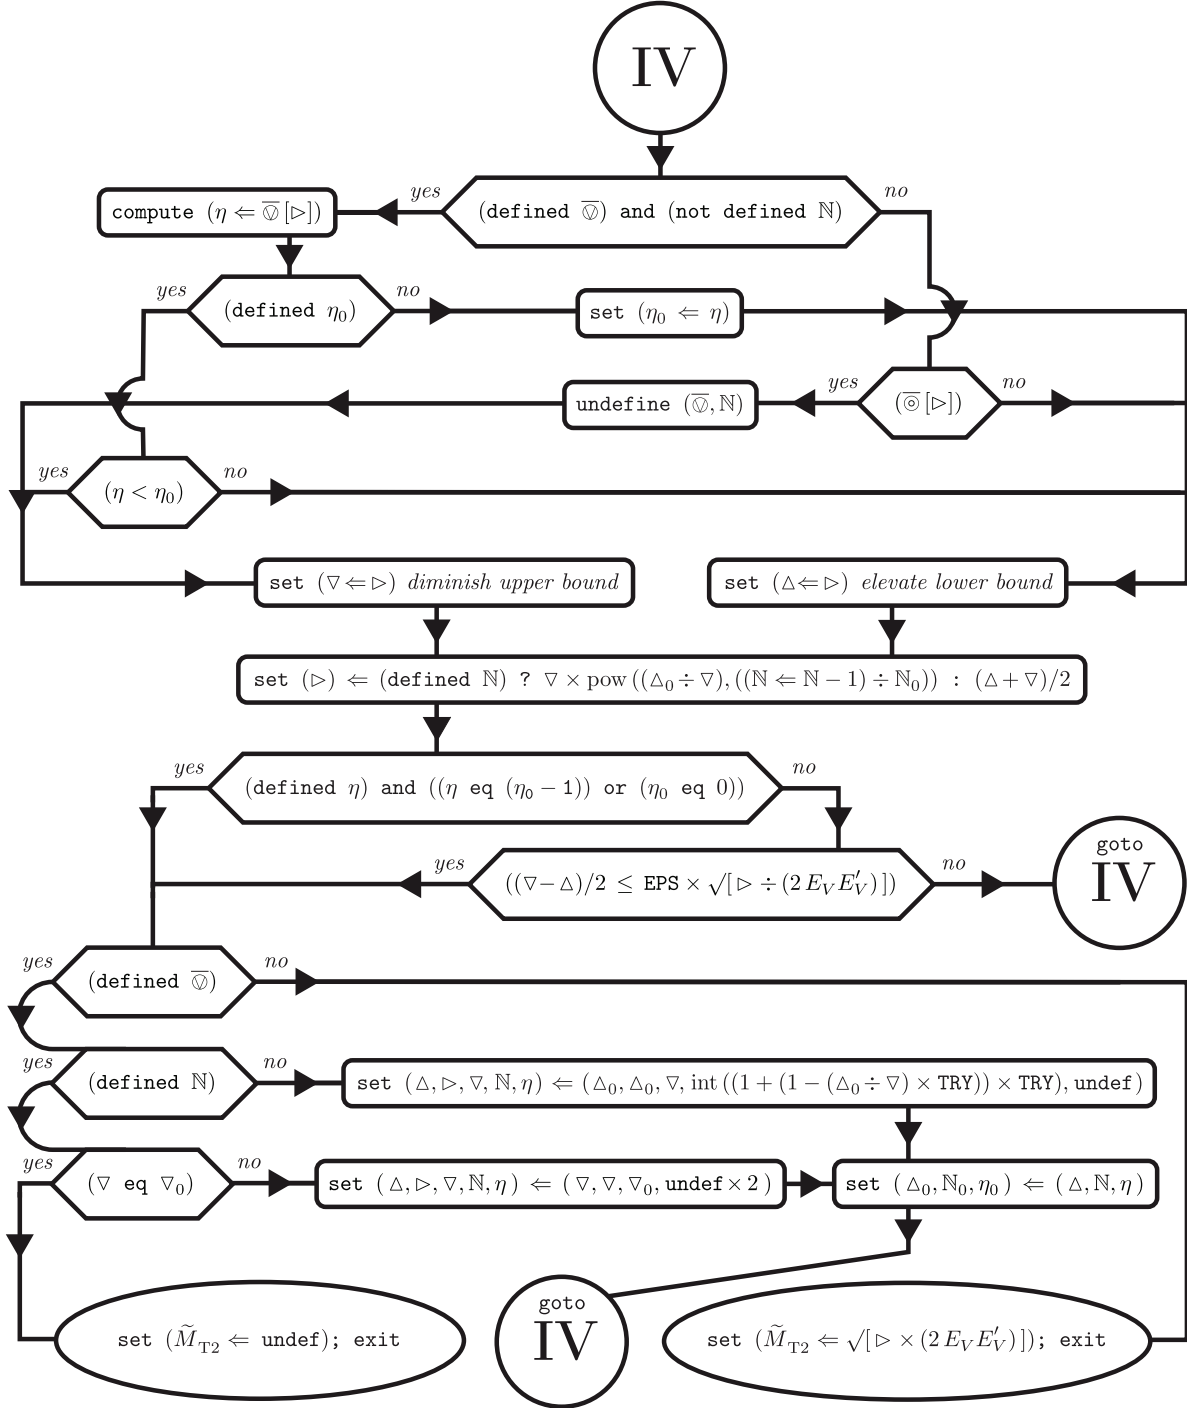 IV
yes
no
compute (η ⇐ ⍒̅ [▷])
(defined ⍒̅) and (not defined ℕ)
yes
no
(defined η₀)
set (η₀ ⇐ η)
undefine (⍒̅, ℕ)
yes
no
(⊚̅ [▷])
yes
no
(η < η₀)
set (▽ ⇐ ▷) diminish upper bound
set (△ ⇐ ▷) elevate lower bound
set (▷) ⇐ (defined ℕ) ? ▽ × pow ((△₀ ÷ ▽), ((ℕ ⇐ ℕ − 1) ÷ ℕ₀)) : (△ + ▽)/2
yes
no
(defined η) and ((η eq (η₀ − 1)) or (η₀ eq 0))
yes
no
((▽ − △)/2 ≤ EPS × √[ ▷ ÷ (2 E_V E′_V) ])
goto
IV
yes
no
(defined ⍒̅)
yes
no
(defined ℕ)
set (△, ▷, ▽, ℕ, η) ⇐ (△₀, △₀, ▽, int ((1 + (1 − (△₀ ÷ ▽) × TRY)) × TRY), undef)
yes
no
(▽ eq ▽₀)
set (△, ▷, ▽, ℕ, η) ⇐ (▽, ▽, ▽₀, undef × 2)
set (△₀, ℕ₀, η₀) ⇐ (△, ℕ, η)
set (M̃_T2 ⇐ undef); exit
goto
IV
set (M̃_T2 ⇐ √[ ▷ × (2 E_V E′_V) ]); exit